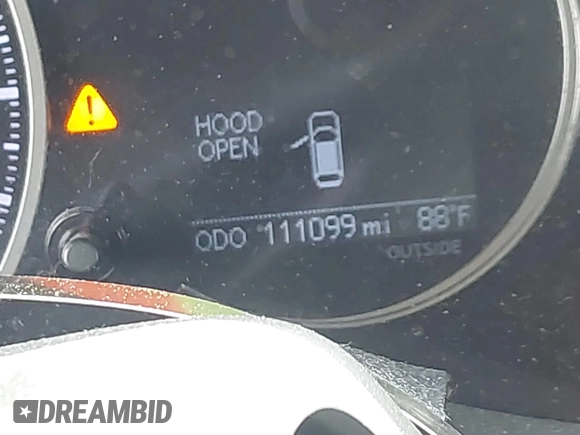 HOOD
OPEN
ODO 111099 mi 88°F
OUTSIDE
DREAMBID